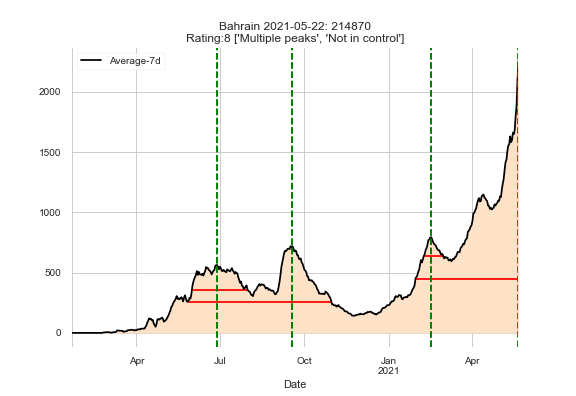 Bahrain 2021-05-22: 214870
Rating:8 ['Multiple peaks', 'Not in control']
Average-7d
2000
1500
1000
500
0
Apr Jul Oct Jan Apr
2021
Date